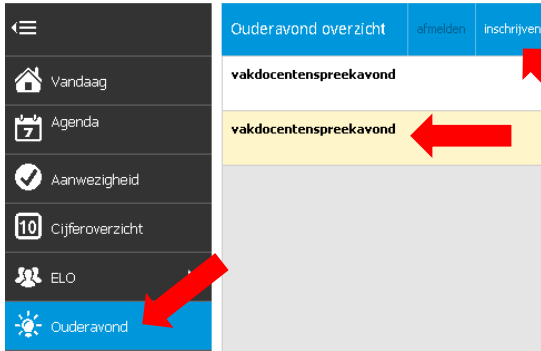 Vandaag
7
Agenda
Aanwezigheid
10
Cijferoverzicht
ELO
Ouderavond
Ouderavond overzicht afmelden inschrijven
vakdocentenspreekavond
vakdocentenspreekavond